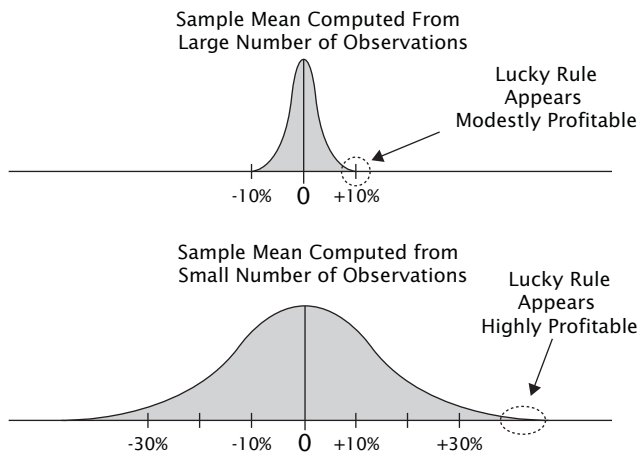 Sample Mean Computed From
Large Number of Observations
Lucky Rule
Appears
Modestly Profitable
-10% 0 +10%
Sample Mean Computed from
Small Number of Observations
Lucky Rule
Appears
Highly Profitable
-30% -10% 0 +10% +30%